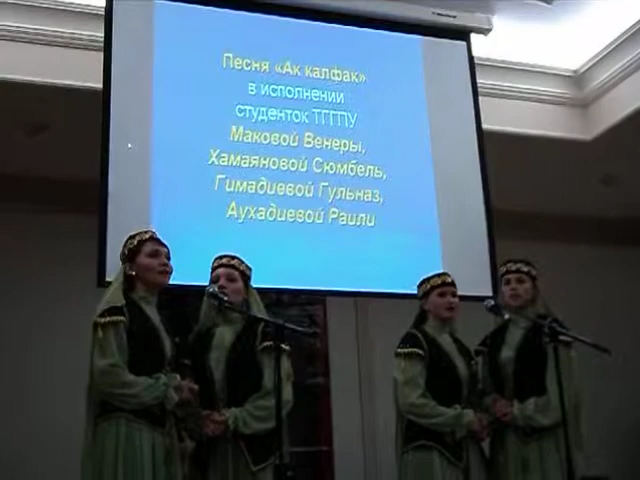 Песня «Ак калфак»
в исполнении
студенток ТГГПУ
Маковой Венеры,
Хамаяновой Сюмбель,
Гимадиевой Гульназ,
Аухадиевой Раили